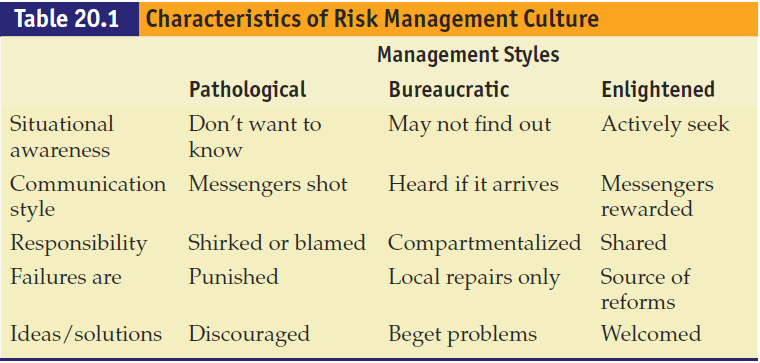 Table 20.1 Characteristics of Risk Management Culture
Management Styles
Pathological Bureaucratic Enlightened
Situational Don’t want to May not find out Actively seek
awareness know
Communication Messengers shot Heard if it arrives Messengers
style rewarded
Responsibility Shirked or blamed Compartmentalized Shared
Failures are Punished Local repairs only Source of
reforms
Ideas/solutions Discouraged Beget problems Welcomed